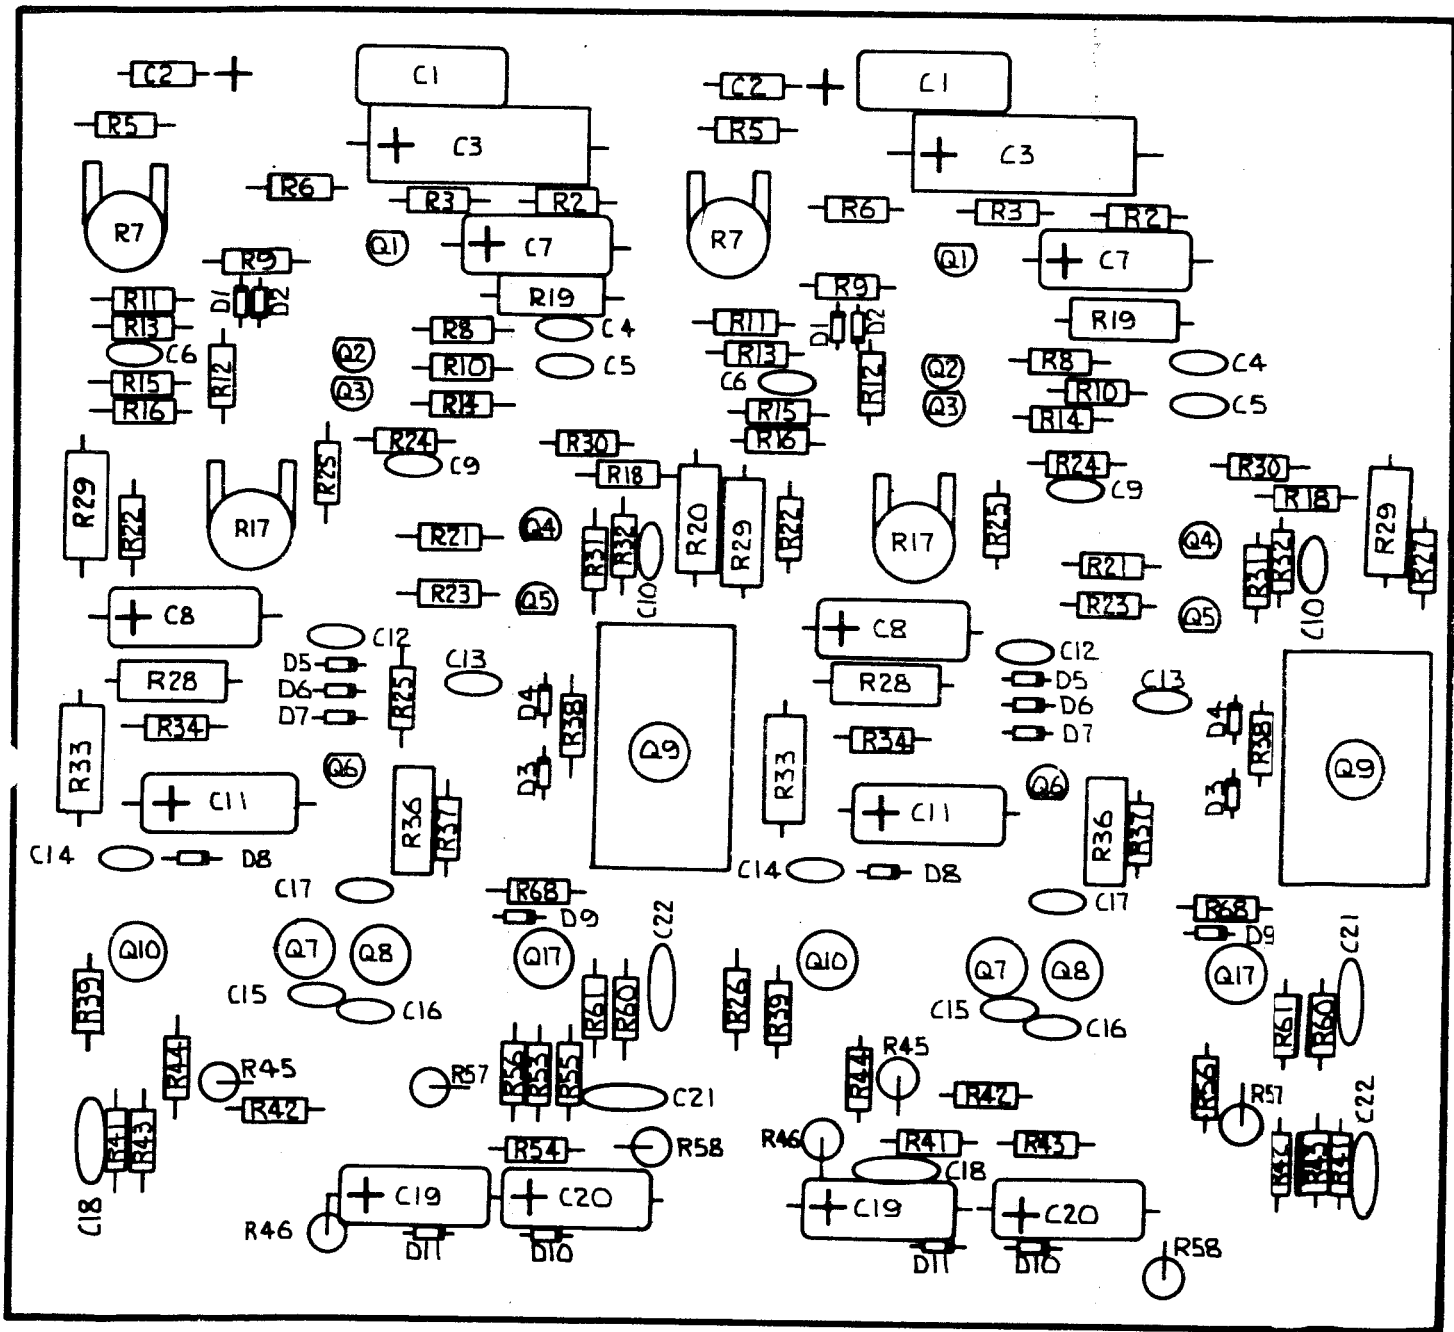 C2 + C1 C2 + C1
R5 + C3 R5 + C3
R6 R3 R2 R6 R3 R2
R7 Q1 + C7 R7 Q1 + C7
R9 R19 R9 R19
R11 D1 D2 R8 C4 R11 D1 D2 R8 C4
R13 Q2 R10 C5 R13 Q2 R10 C5
C6 R12 Q3 R14 C6 R12 Q3 R14
R15 R15
R16 R24 R30 R16 R24 R30
R25 C9 R18 C9 R18
R29 R22 R17 R21 Q4 R31 R32 C10 R20 R29 R22 R17 R25 R21 Q4 R31 R32 C10 R29 R27
R23 Q5 R23 Q5
+ C8 C12 + C8 C12
R28 D5 C13 R28 D5 C13
D6 R25 D4 R38 D6 D4 R38
R34 D7 R34 D7
R33 Q6 D3 Q9 R33 Q6 D3 Q9
+ C11 R36 R37 + C11 R36 R37
C14 D8 C14 D8
C17 R68 C17 R68
D9 C22 D9 C21
Q10 Q7 Q8 Q17 Q10 Q7 Q8 Q17
R39 C15 C16 R61 R60 R26 R39 C15 C16 R61 R60
R44 R45 R57 R56 R53 R55 R44 R45 R56 R57
R42 C21 R42 C22
C18 R41 R43 R54 R58 R46 R41 R43 R42
C18
+ C19 + C20 + C19 + C20
R46 D11 D10 D11 D10 R58